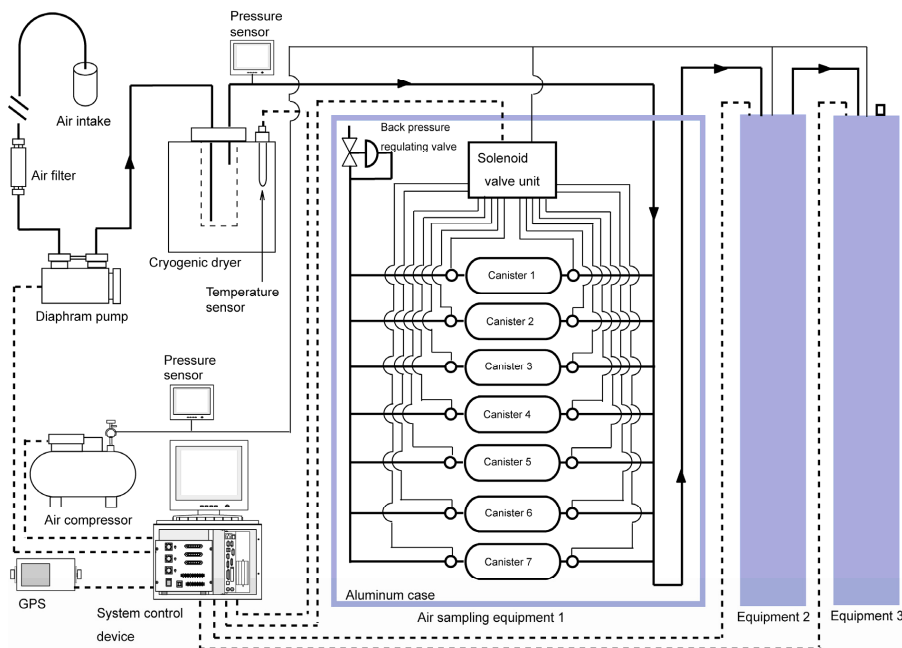 Pressure
sensor
Air intake
Air filter
Back pressure
regulating valve
Solenoid
valve unit
Cryogenic dryer
Canister 1
Temperature
sensor
Diaphram pump
Canister 2
Pressure
sensor
Canister 3
Canister 4
Canister 5
Air compressor
Canister 6
Canister 7
GPS
System control
device
Aluminum case
Air sampling equipment 1
Equipment 2
Equipment 3